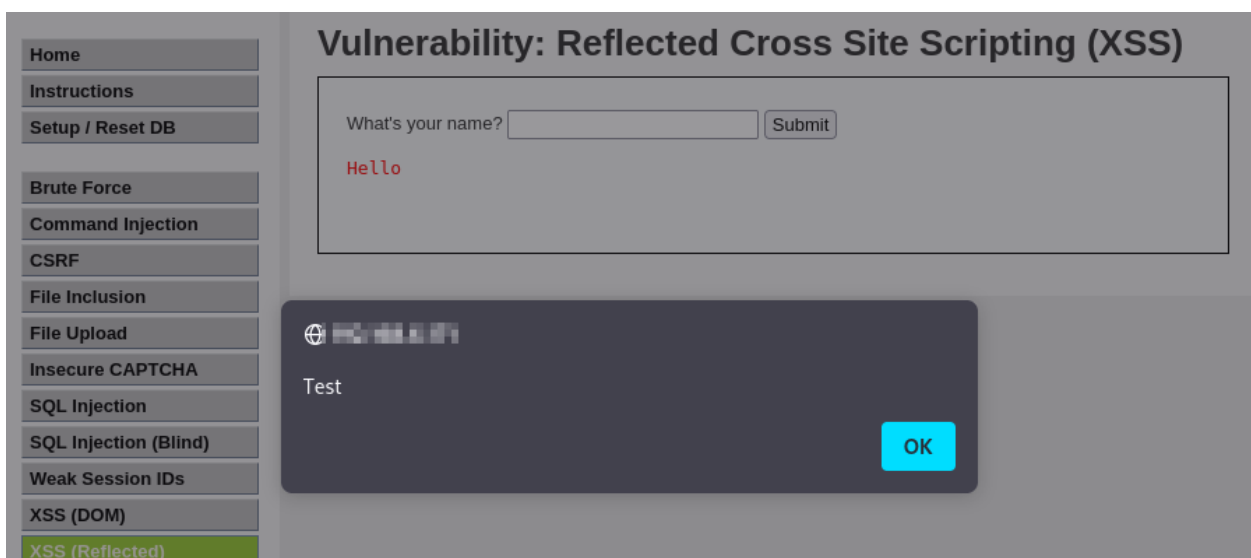 Home
Instructions
Setup / Reset DB
Brute Force
Command Injection
CSRF
File Inclusion
File Upload
Insecure CAPTCHA
SQL Injection
SQL Injection (Blind)
Weak Session IDs
XSS (DOM)
XSS (Reflected)
Vulnerability: Reflected Cross Site Scripting (XSS)
What's your name? Submit
Hello
Test
OK